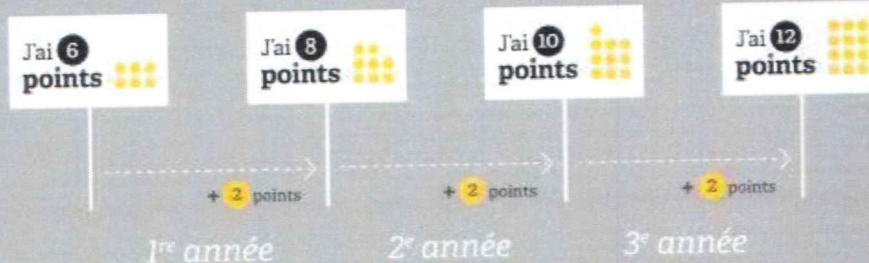 J'ai 6
points
J'ai 8
points
J'ai 10
points
J'ai 12
points
+ 2 points
+ 2 points
+ 2 points
1re année
2e année
3e année